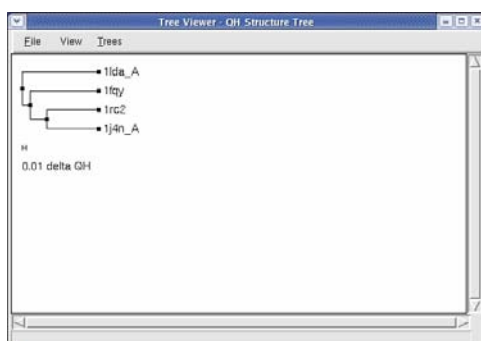 Tree Viewer - QH Structure Tree
File View Trees
1lda_A
1fqy
1rc2
1j4n_A
0.01 delta QH